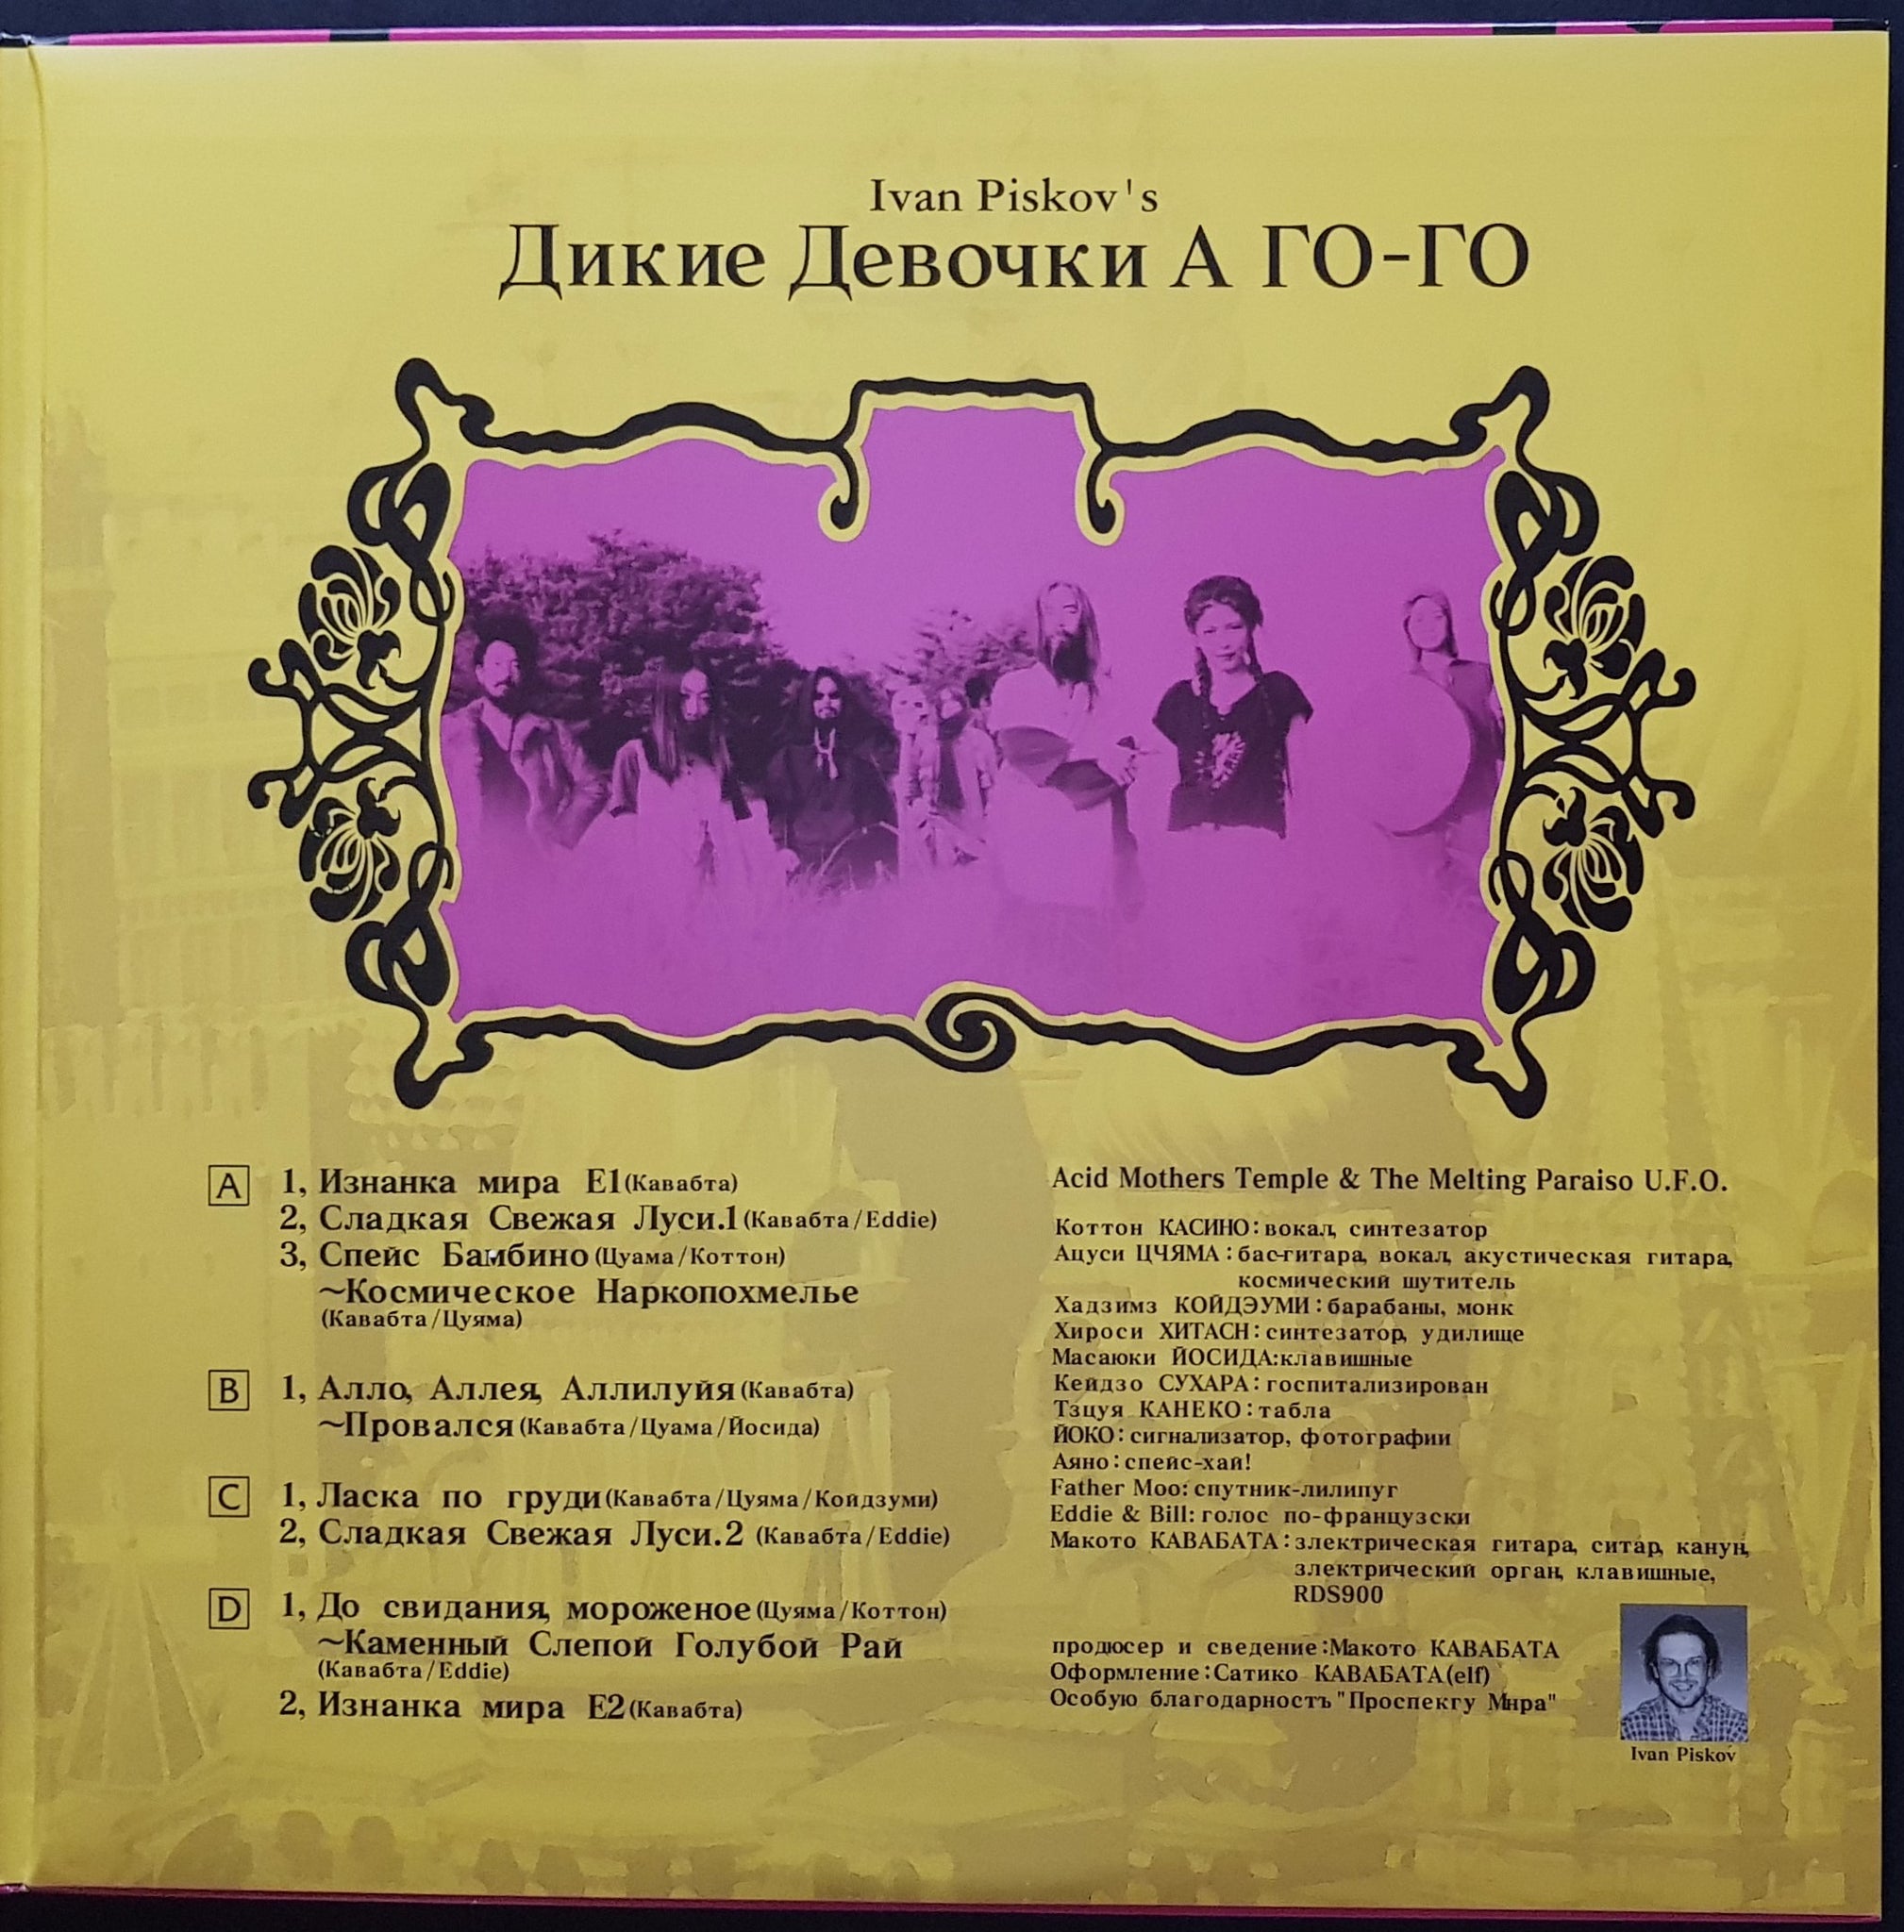 Ivan Piskov's
Дикие Девочки А ГО-ГО
A 1, Изнанка мира E1(Кавабта)
2, Сладкая Свежая Луси.1(Кавабта/Eddie)
3, Спейс Бамбино(Цуама/Коттон)
~Космическое Наркопохмелье
(Кавабта/Цуяма)
B 1, Алло, Аллея, Аллилуйя(Кавабта)
~Провался(Кавабта/Цуама/Йосида)
C 1, Ласка по груди(Кавабта/Цуяма/Койдзуми)
2, Сладкая Свежая Луси.2 (Кавабта/Eddie)
D 1, До свидания, мороженое(Цуяма/Коттон)
~Каменный Слепой Голубой Рай
(Кавабта/Eddie)
2, Изнанка мира E2(Кавабта)
Acid Mothers Temple & The Melting Paraiso U.F.O.
Коттон КАСИНО:вокал, синтезатор
Ацуси ЦЧЯМА:бас-гитара, вокал, акустическая гитара,
космический шутитель
Хадзимз КОЙДЭУМИ:барабаны, монк
Хироси ХИТАСН:синтезатор, удилище
Масаюки ЙОСИДА:клавишные
Кейдзо СУХАРА:госпитализирован
Тзцуя КАНЕКО:табла
ЙОКО:сигнализатор, фотографии
Аяно:спейс-хай!
Father Moo:спутник-лилипуг
Eddie & Bill:голос по-французски
Макото КАВАБАТА:злектрическая гитара, ситар, канун,
злектрический орган, клавишные,
RDS900
продюсер и сведение:Макото КАВАБАТА
Оформление:Сатико КАВАБАТА(elf)
Особую благодарность "Проспекгу Мнра"
Ivan Piskov